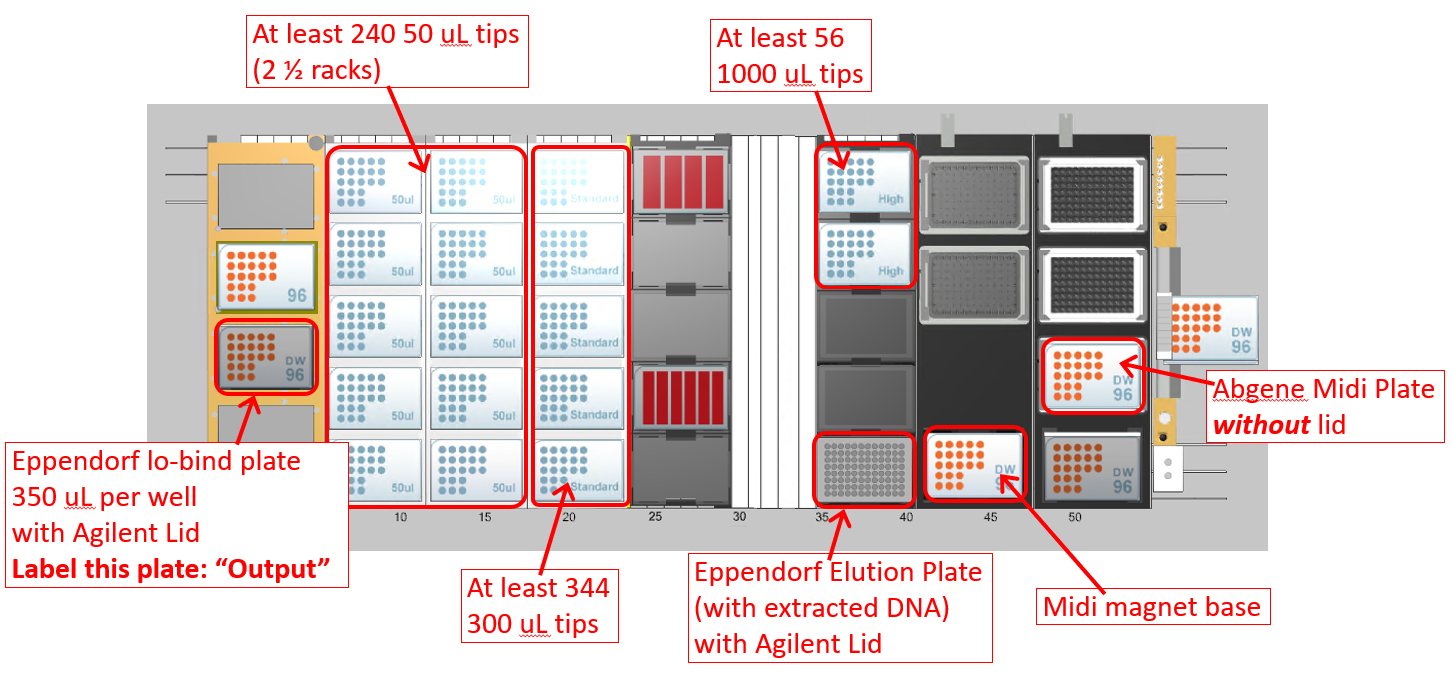 At least 240 50 uL tips
(2 ½ racks)
At least 56
1000 uL tips
50ul
50ul
Standard
High
96
50ul
50ul
Standard
High
DW
96
50ul
50ul
Standard
DW
96
DW
96
50ul
50ul
Standard
Abgene Midi Plate
without lid
50ul
50ul
Standard
DW
9
DW
96
Eppendorf lo-bind plate
350 uL per well
with Agilent Lid
Label this plate: “Output”
10
15
20
25
30
35
40
45
50
At least 344
300 uL tips
Eppendorf Elution Plate
(with extracted DNA)
with Agilent Lid
Midi magnet base